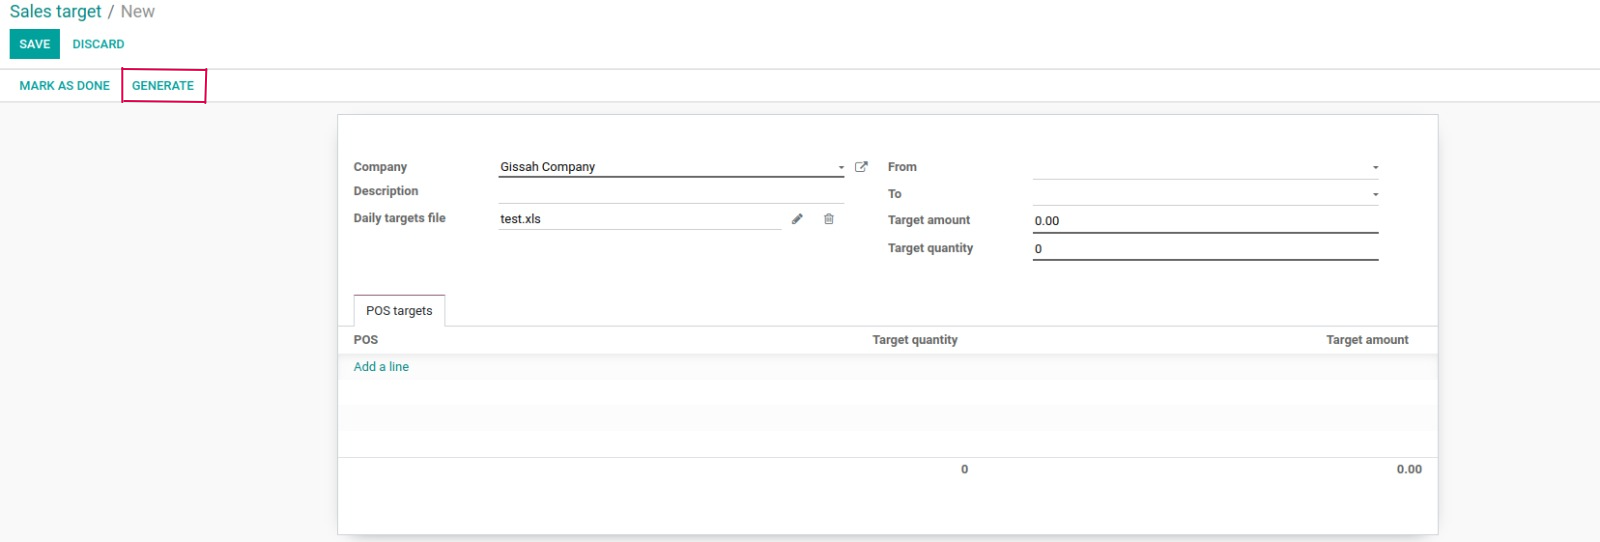 Sales target / New
SAVE DISCARD
MARK AS DONE GENERATE
Company Gissah Company From
Description To
Daily targets file test.xls Target amount 0.00
Target quantity 0
POS targets
POS Target quantity Target amount
Add a line
0 0.00